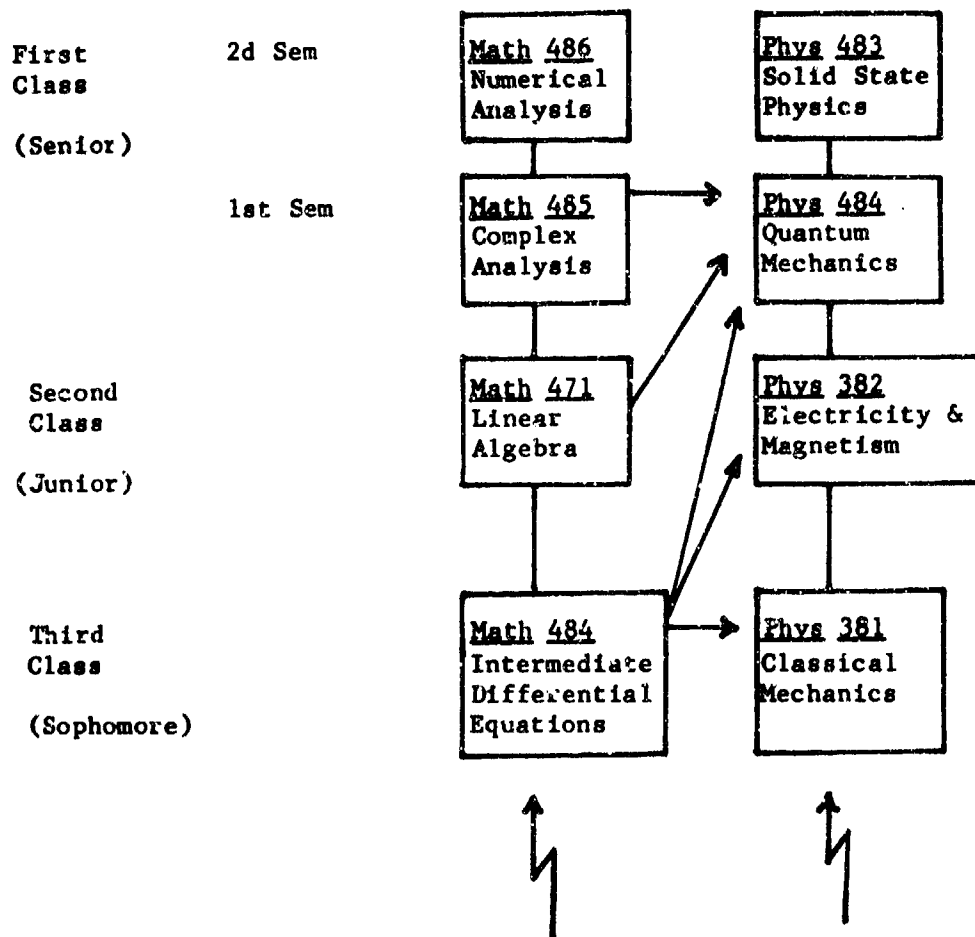 First Class
(Senior)
2d Sem
Math 486
Numerical
Analysis
Phys 483
Solid State
Physics
1st Sem
Math 485
Complex
Analysis
Phys 484
Quantum
Mechanics
Second
Class
(Junior)
Math 471
Linear
Algebra
Phys 382
Electricity &
Magnetism
Third
Class
(Sophomore)
Math 484
Intermediate
Differential
Equations
Phys 381
Classical
Mechanics